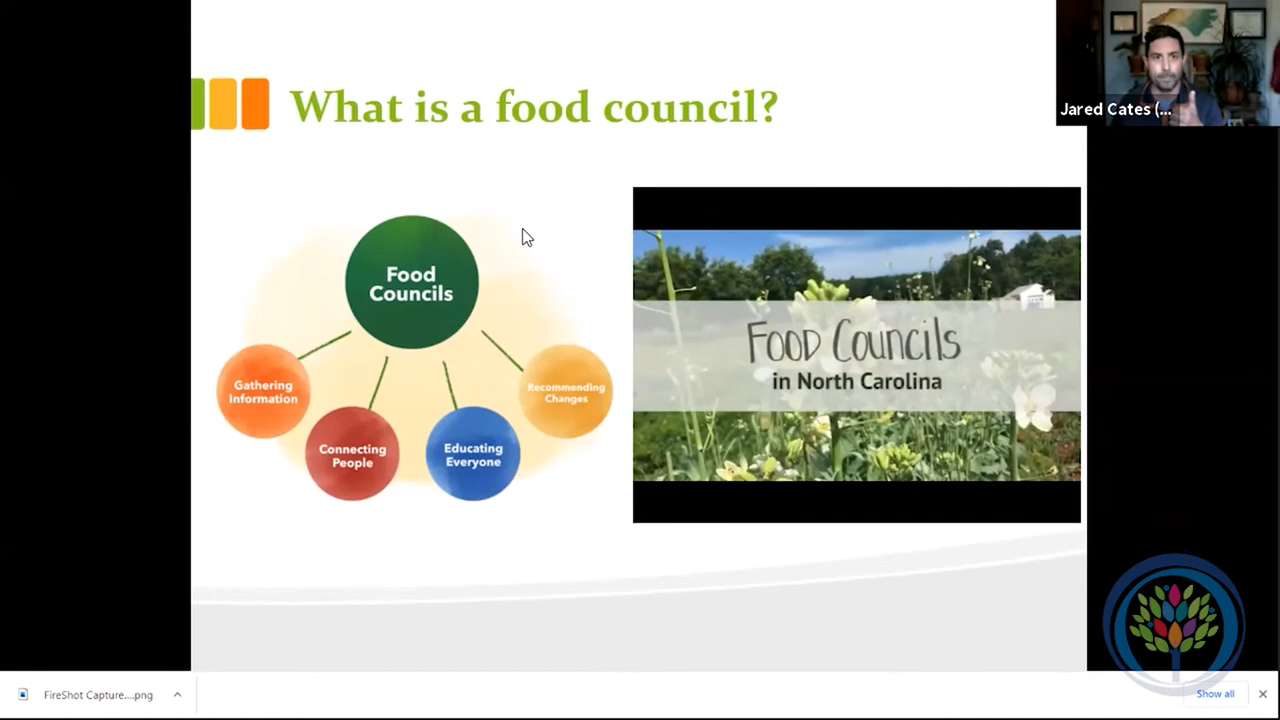 What is a food council?
Jared Cates (...
Food
Councils
Gathering
Information
Connecting
People
Educating
Everyone
Recommending
Changes
Food Councils
in North Carolina
FireShot Capture....png
Show all